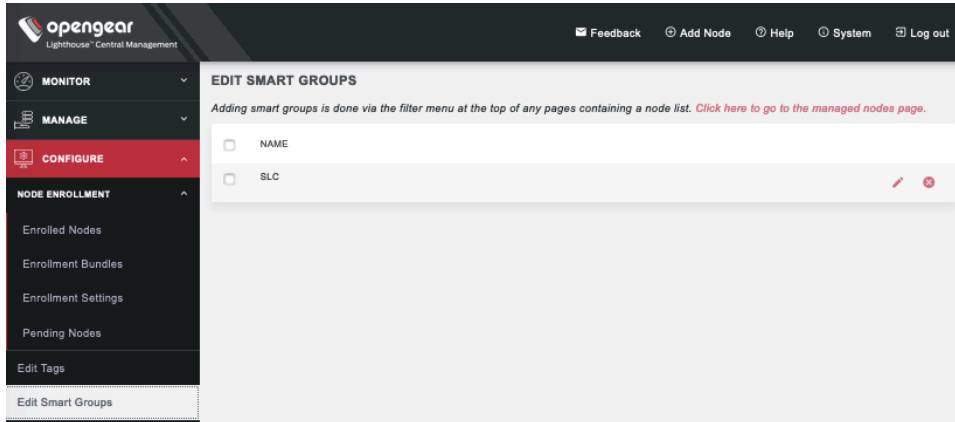 opengear
Lighthouse™ Central Management
Feedback
Add Node
Help
System
Log out
MONITOR
MANAGE
CONFIGURE
NODE ENROLLMENT
Enrolled Nodes
Enrollment Bundles
Enrollment Settings
Pending Nodes
Edit Tags
Edit Smart Groups
EDIT SMART GROUPS
Adding smart groups is done via the filter menu at the top of any pages containing a node list. Click here to go to the managed nodes page.
NAME
SLC